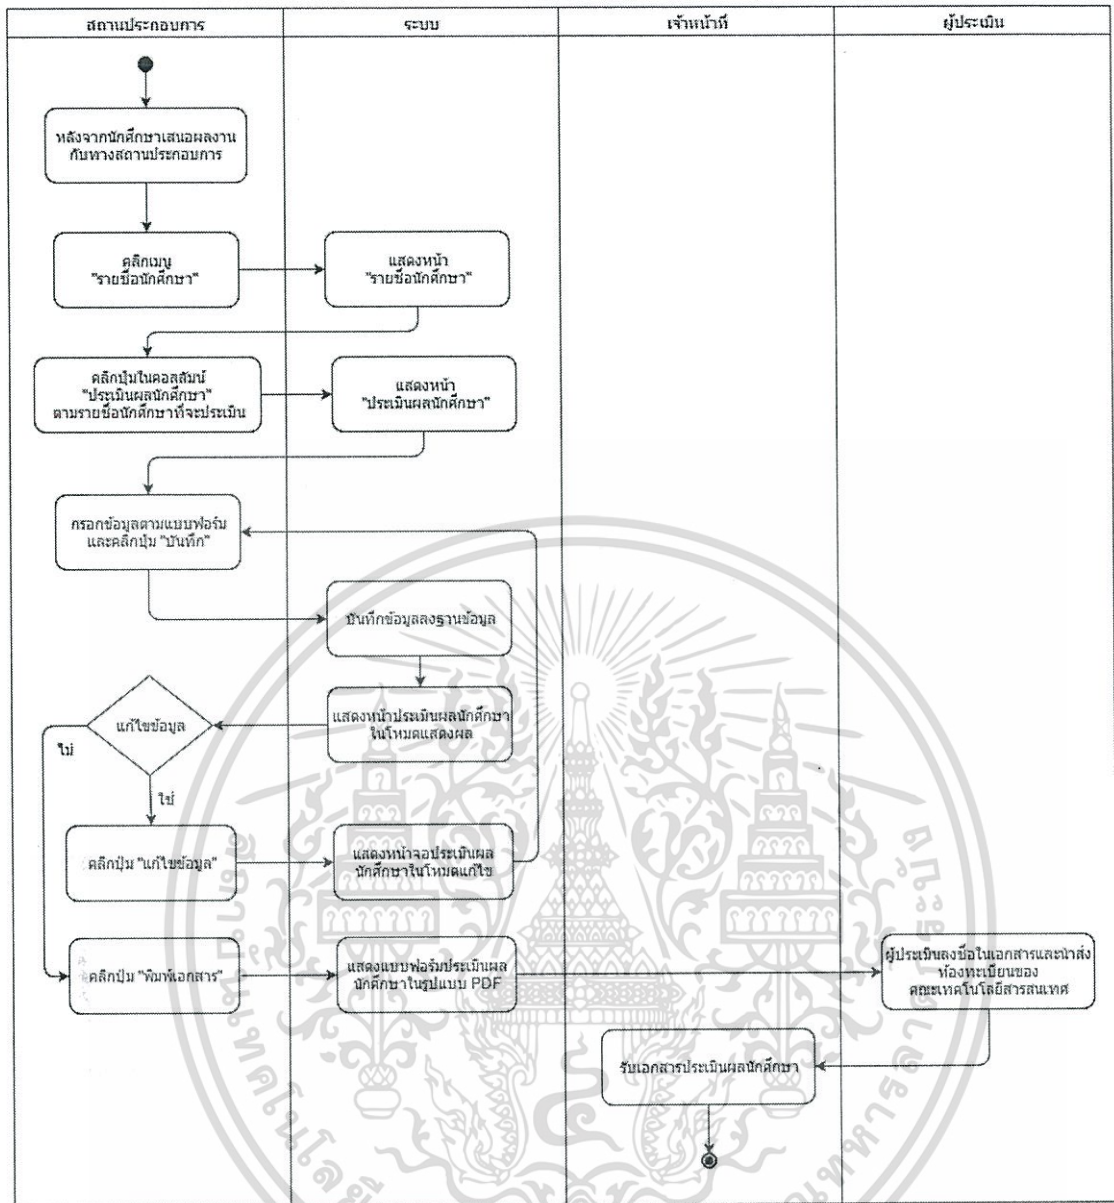 สถานประกอบการ
ระบบ
เจ้าหน้าที่
ผู้ประเมิน
หลังจากนักศึกษาเสนอผลงาน
กับทางสถานประกอบการ
คลิกเมนู
"รายชื่อนักศึกษา"
แสดงหน้า
"รายชื่อนักศึกษา"
คลิกปุ่มในคอลัมน์
"ประเมินผลนักศึกษา"
ตามรายชื่อนักศึกษาที่จะประเมิน
แสดงหน้า
"ประเมินผลนักศึกษา"
กรอกข้อมูลตามแบบฟอร์ม
และคลิกปุ่ม "บันทึก"
บันทึกข้อมูลลงฐานข้อมูล
แสดงหน้าประเมินผลนักศึกษา
ในโหมดแสดงผล
แก้ไขข้อมูล
ไม่
ใช่
คลิกปุ่ม "แก้ไขข้อมูล"
แสดงหน้าจอประเมินผล
นักศึกษาในโหมดแก้ไข
คลิกปุ่ม "พิมพ์เอกสาร"
แสดงแบบฟอร์มประเมินผล
นักศึกษาในรูปแบบ PDF
ผู้ประเมินลงชื่อในเอกสารและนำส่ง
ห้องทะเบียนของ
คณะเทคโนโลยีสารสนเทศ
รับเอกสารประเมินผลนักศึกษา